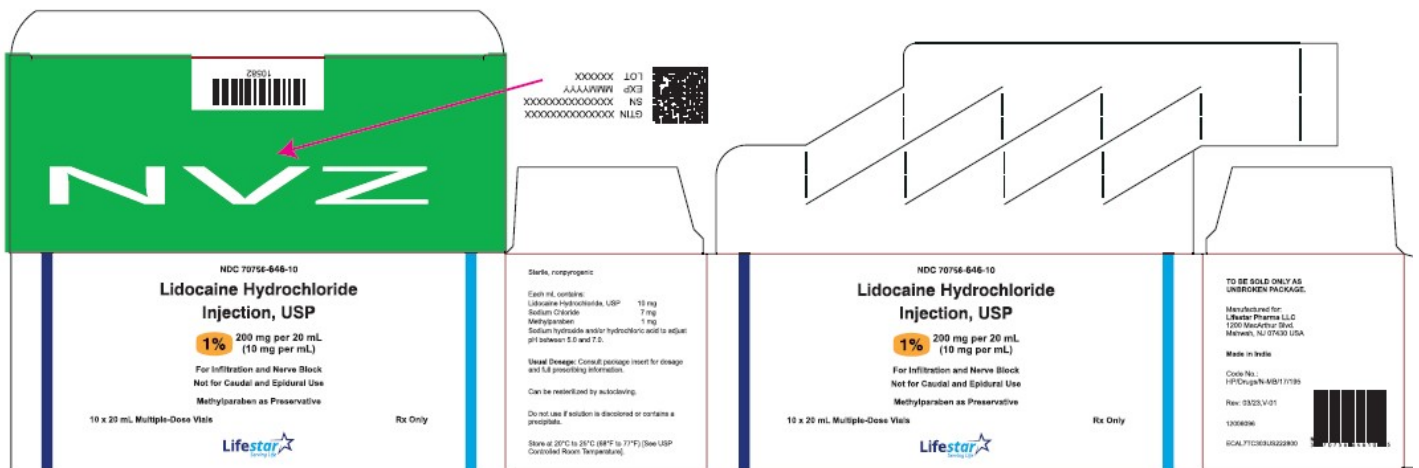 10582
GTIN XXXXXXXXXXXXXX
SN XXXXXXXXXXXXXX
EXP MMMYYYY
LOT XXXXXX
NVZ
NDC 70756-646-10
Lidocaine Hydrochloride
Injection, USP
1%
200 mg per 20 mL
(10 mg per mL)
For Infiltration and Nerve Block
Not for Caudal and Epidural Use
Methylparaben as Preservative
10 x 20 mL Multiple-Dose Vials Rx Only
Lifestar
Serving Life
Sterile, nonpyrogenic
Each mL contains:
Lidocaine Hydrochloride, USP 10 mg
Sodium Chloride 7 mg
Methylparaben 1 mg
Sodium hydroxide and/or hydrochloric acid to adjust
pH between 5.0 and 7.0.
Usual Dosage: Consult package insert for dosage
and full prescribing information.
Can be resterilized by autoclaving.
Do not use if solution is discolored or contains a
precipitate.
Store at 20°C to 25°C (68°F to 77°F) [See USP
Controlled Room Temperature].
NDC 70756-646-10
Lidocaine Hydrochloride
Injection, USP
1%
200 mg per 20 mL
(10 mg per mL)
For Infiltration and Nerve Block
Not for Caudal and Epidural Use
Methylparaben as Preservative
10 x 20 mL Multiple-Dose Vials Rx Only
Lifestar
Serving Life
TO BE SOLD ONLY AS
UNBROKEN PACKAGE.
Manufactured for:
Lifestar Pharma LLC
1200 MacArthur Blvd.
Mahwah, NJ 07430 USA
Made in India
Code No.:
HP/Drugs/N-MB/17/195
Rev: 03/23,V-01